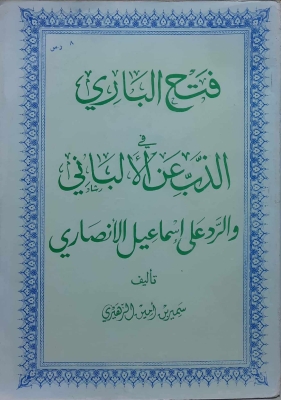 فتح الباري
في
الذب عن الألباني
والرد على إسماعيل الأنصاري
تأليف
سمير بن أمين الزهيري